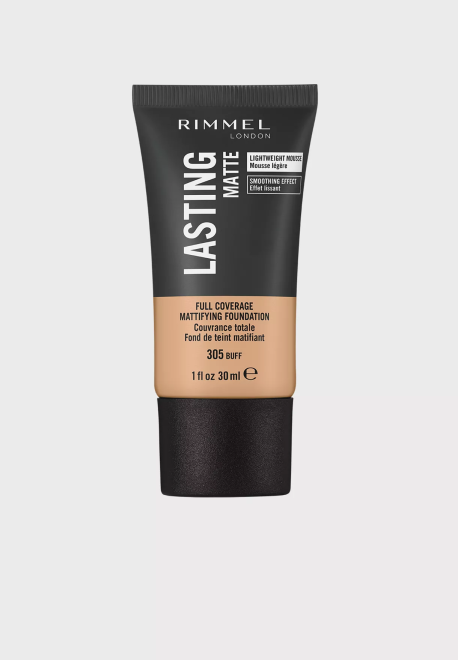 RIMMEL
LONDON
LASTING
MATTE
LIGHTWEIGHT MOUSSE
Mousse légère
SMOOTHING EFFECT
Effet lissant
FULL COVERAGE
MATTIFYING FOUNDATION
Couvrance totale
Fond de teint matifiant
305 BUFF
1 fl oz 30 ml ℮